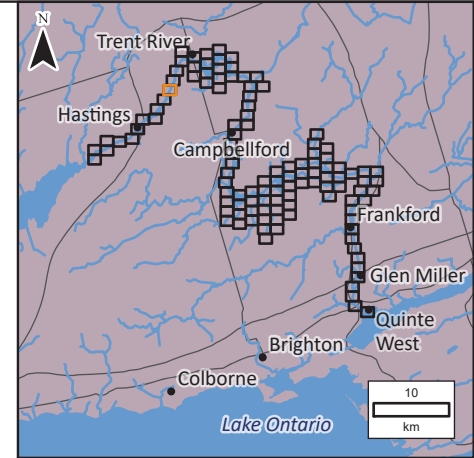 N
Trent River
Hastings
Campbellford
Frankford
Glen Miller
Quinte
West
Brighton
Colborne
10
km
Lake Ontario